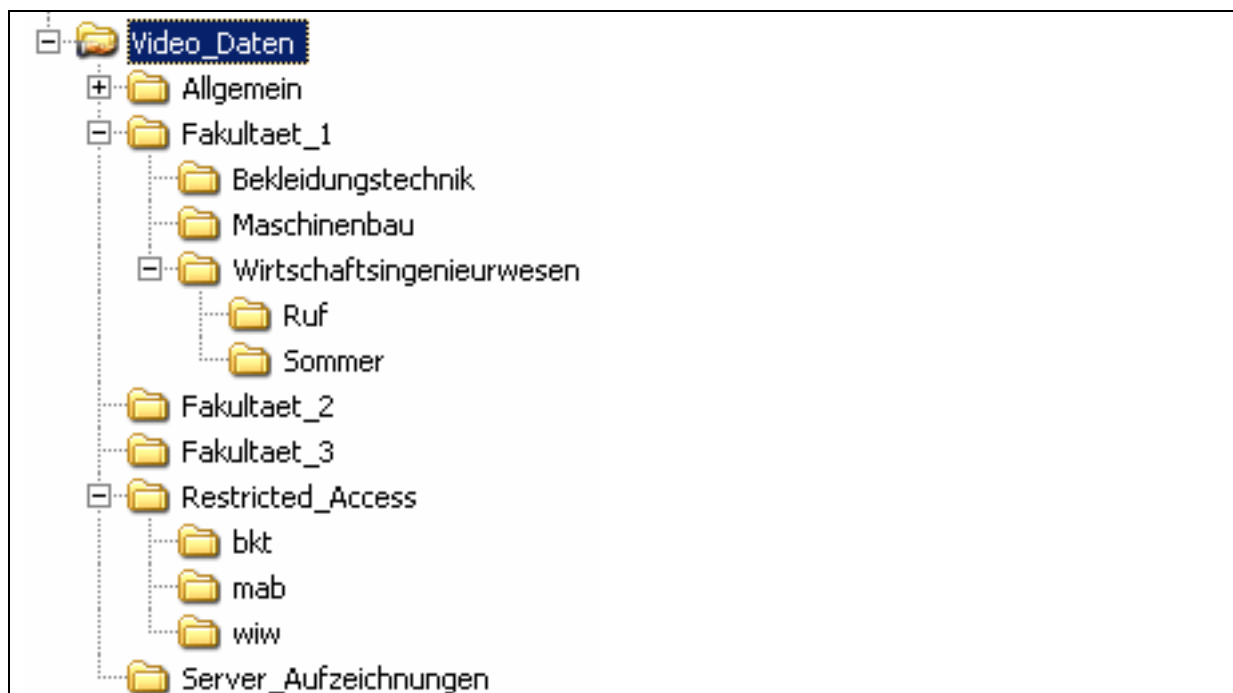 Video_Daten
Allgemein
Fakultaet_1
Bekleidungstechnik
Maschinenbau
Wirtschaftsingenieurwesen
Ruf
Sommer
Fakultaet_2
Fakultaet_3
Restricted_Access
bkt
mab
wiw
Server_Aufzeichnungen